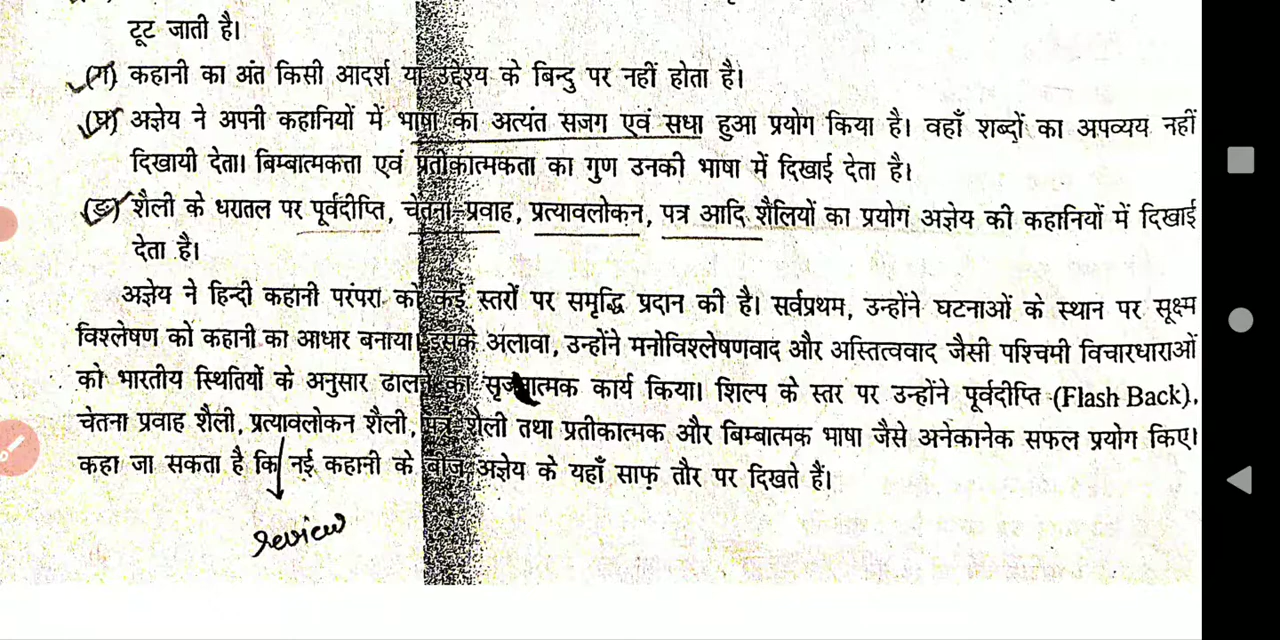 टूट जाती है।
(ग) कहानी का अंत किसी आदर्श या उद्देश्य के बिन्दु पर नहीं होता है।
(घ) अज्ञेय ने अपनी कहानियों में भाषा का अत्यंत सजग एवं सधा हुआ प्रयोग किया है। वहाँ शब्दों का अपव्यय नहीं
दिखायी देता। बिम्बात्मकता एवं प्रतीकात्मकता का गुण उनकी भाषा में दिखाई देता है।
(ङ) शैली के धरातल पर पूर्वदीप्ति, चेतना-प्रवाह, प्रत्यावलोकन, पत्र आदि शैलियों का प्रयोग अज्ञेय की कहानियों में दिखाई
देता है।
अज्ञेय ने हिन्दी कहानी परंपरा को कई स्तरों पर समृद्धि प्रदान की है। सर्वप्रथम, उन्होंने घटनाओं के स्थान पर सूक्ष्म
विश्लेषण को कहानी का आधार बनाया। इसके अलावा, उन्होंने मनोविश्लेषणवाद और अस्तित्ववाद जैसी पश्चिमी विचारधाराओं
को भारतीय स्थितियों के अनुसार ढालने का सृजनात्मक कार्य किया। शिल्प के स्तर पर उन्होंने पूर्वदीप्ति (Flash Back),
चेतना प्रवाह शैली, प्रत्यावलोकन शैली, पत्र शैली तथा प्रतीकात्मक और बिम्बात्मक भाषा जैसे अनेकानेक सफल प्रयोग किए।
कहा जा सकता है कि नई कहानी के बीज अज्ञेय के यहाँ साफ़ तौर पर दिखते हैं।
review